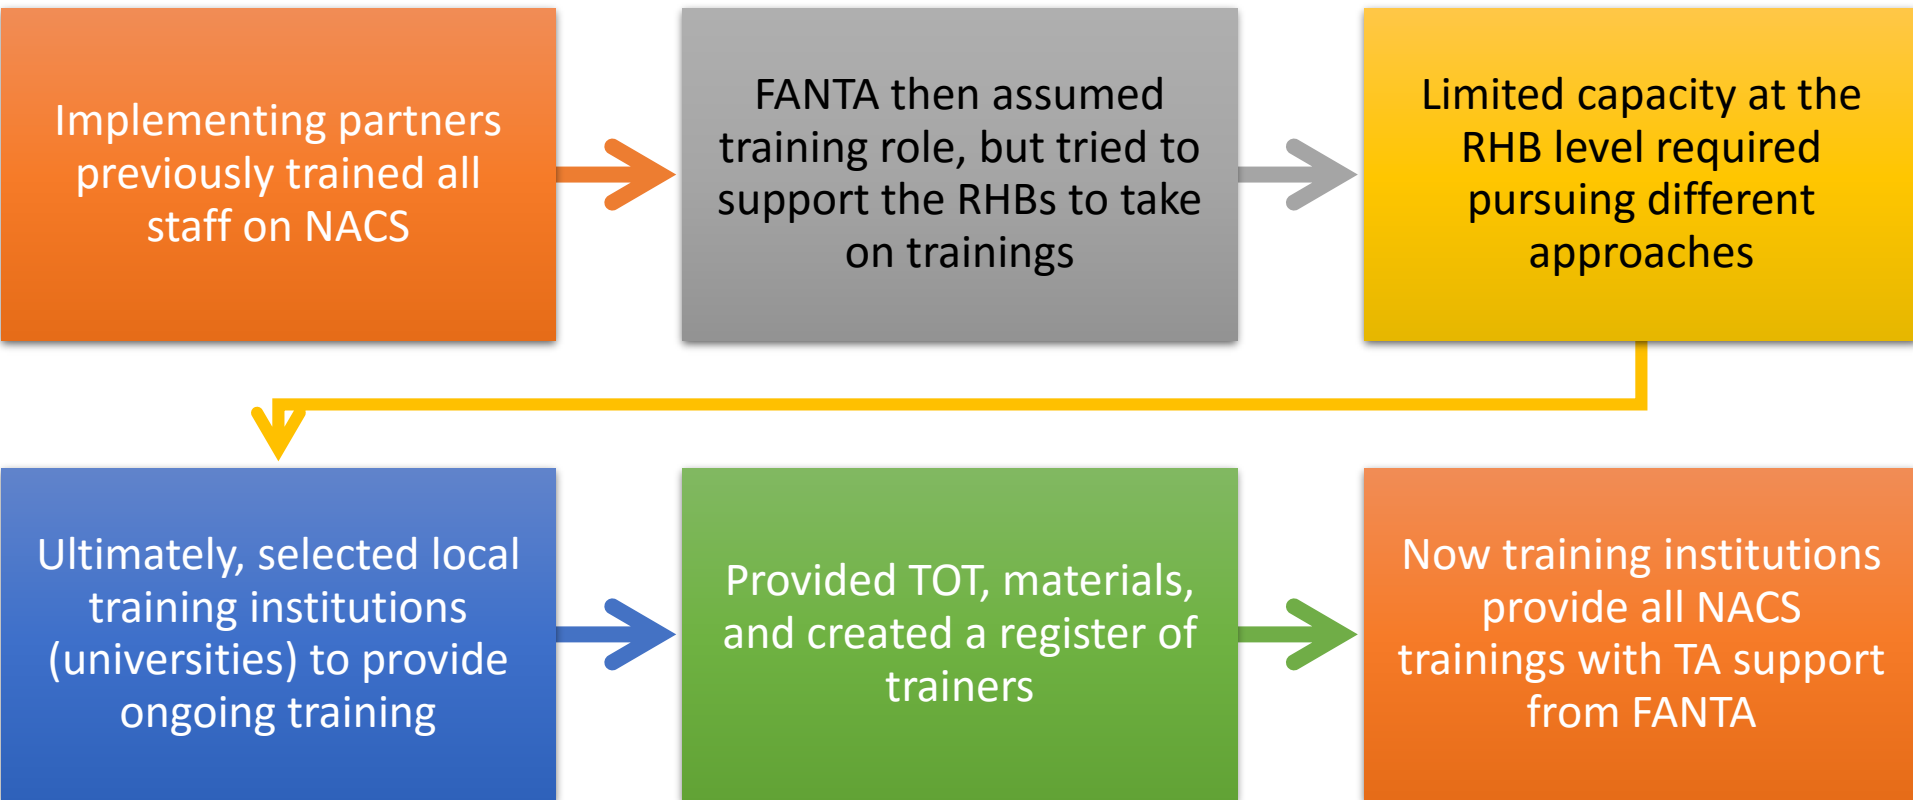 Implementing partners
previously trained all
staff on NACS
FANTA then assumed
training role, but tried to
support the RHBs to take
on trainings
Limited capacity at the
RHB level required
pursuing different
approaches
Ultimately, selected local
training institutions
(universities) to provide
ongoing training
Provided TOT, materials,
and created a register of
trainers
Now training institutions
provide all NACS
trainings with TA support
from FANTA